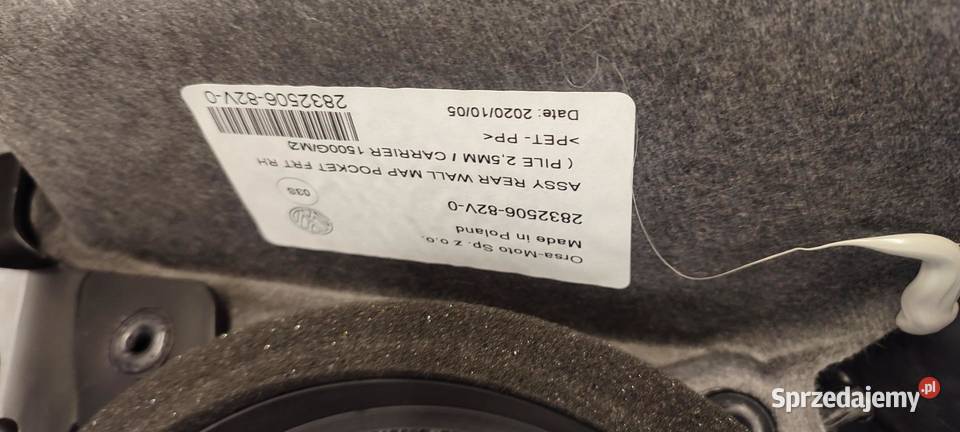 Orsa-Moto Sp. z o.o.
Made in Poland
2832506-82V-0
03S
ASSY REAR WALL MAP POCKET FRT RH
( PILE 2,5MM / CARRIER 1500G/M2)
>PET - PP<
Date: 2020/10/05
2832506-82V-0
Sprzedajemy.pl